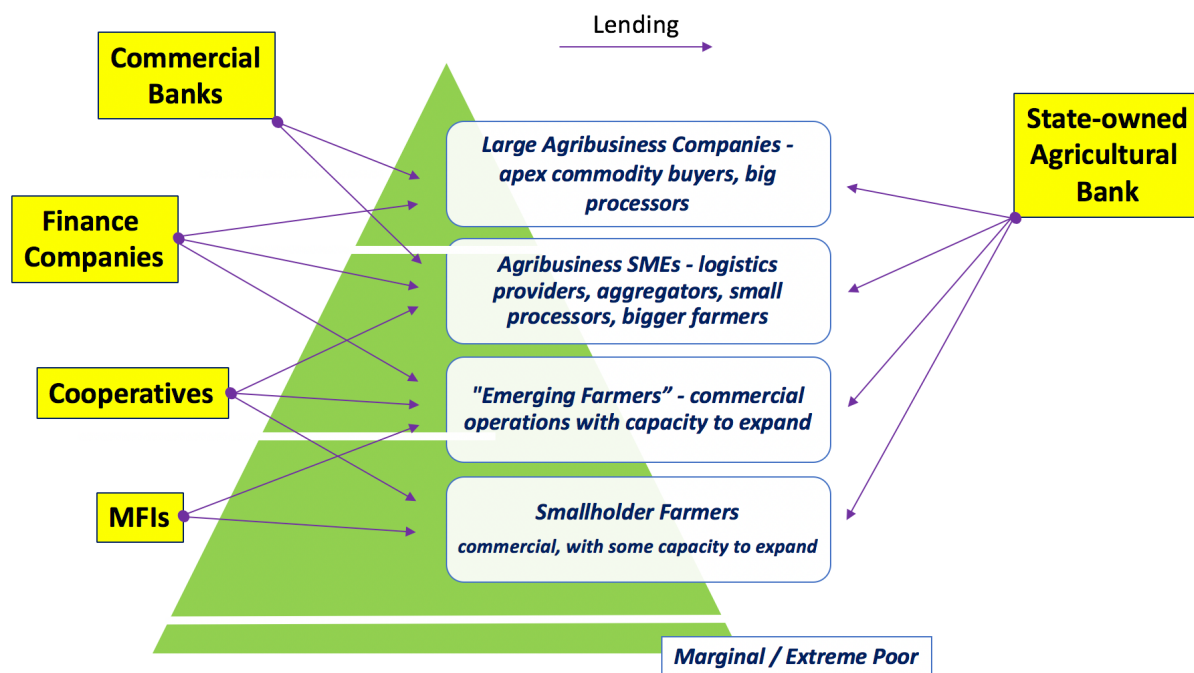 Lending
Commercial
Banks
Finance
Companies
Cooperatives
MFIs
Large Agribusiness Companies -
apex commodity buyers, big
processors
Agribusiness SMEs - logistics
providers, aggregators, small
processors, bigger farmers
"Emerging Farmers” - commercial
operations with capacity to expand
Smallholder Farmers
commercial, with some capacity to expand
Marginal / Extreme Poor
State-owned
Agricultural
Bank